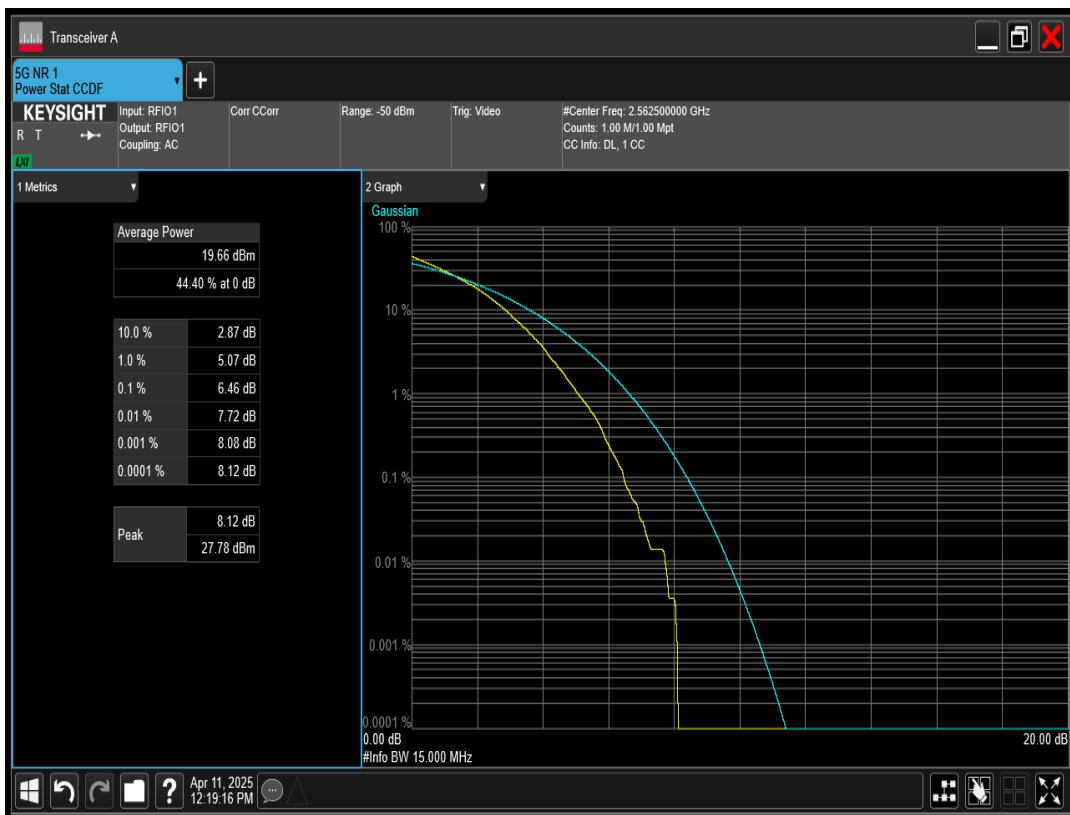 Transceiver A
5G NR 1
Power Stat CCDF
KEYSIGHT
R T
LXI
Input: RFIO1
Output: RFIO1
Coupling: AC
Corr CCorr
Range: -50 dBm
Trig: Video
#Center Freq: 2.562500000 GHz
Counts: 1.00 M/1.00 Mpt
CC Info: DL, 1 CC
1 Metrics
Average Power
19.66 dBm
44.40 % at 0 dB
10.0 % 2.87 dB
1.0 % 5.07 dB
0.1 % 6.46 dB
0.01 % 7.72 dB
0.001 % 8.08 dB
0.0001 % 8.12 dB
Peak 8.12 dB
27.78 dBm
2 Graph
Gaussian
100 %
10 %
1 %
0.1 %
0.01 %
0.001 %
0.0001 %
0.00 dB 20.00 dB
#Info BW 15.000 MHz
? Apr 11, 2025
12:19:16 PM